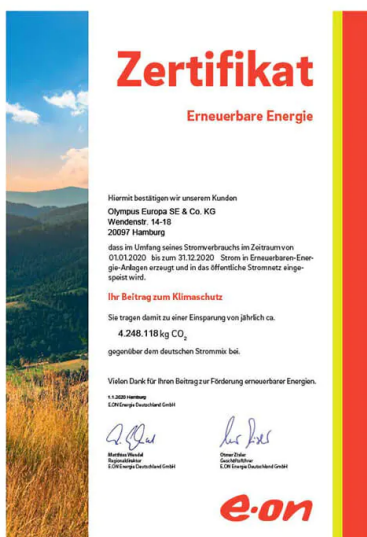 Zertifikat
Erneuerbare Energie
Hiermit bestätigen wir unserem Kunden
Olympus Europa SE & Co. KG
Wendenstr. 14-18
20097 Hamburg
dass im Umfang seines Stromverbrauchs im Zeitraum von
01.01.2020 bis zum 31.12.2020 Strom in Erneuerbaren-Ener-
gie-Anlagen erzeugt und in das öffentliche Stromnetz einge-
speist wird.
Ihr Beitrag zum Klimaschutz
Sie tragen damit zu einer Einsparung von jährlich ca.
4.248.118 kg CO₂
gegenüber dem deutschen Strommix bei.
Vielen Dank für Ihren Beitrag zur Förderung erneuerbarer Energien.
1.1.2020 Hamburg
E.ON Energie Deutschland GmbH
Matthias Wendel
Regionaldirektor
E.ON Energie Deutschland GmbH
Geschäftsführer
E.ON Energie Deutschland GmbH
e·on